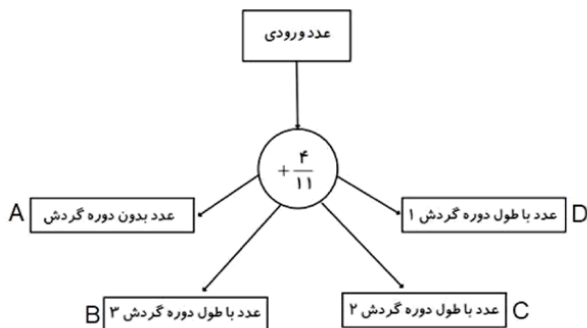 عدد ورودی
+۴/۱۱
A
عدد بدون دوره گردش
عدد با طول دوره گردش ۱
D
B
عدد با طول دوره گردش ۳
عدد با طول دوره گردش ۲
C